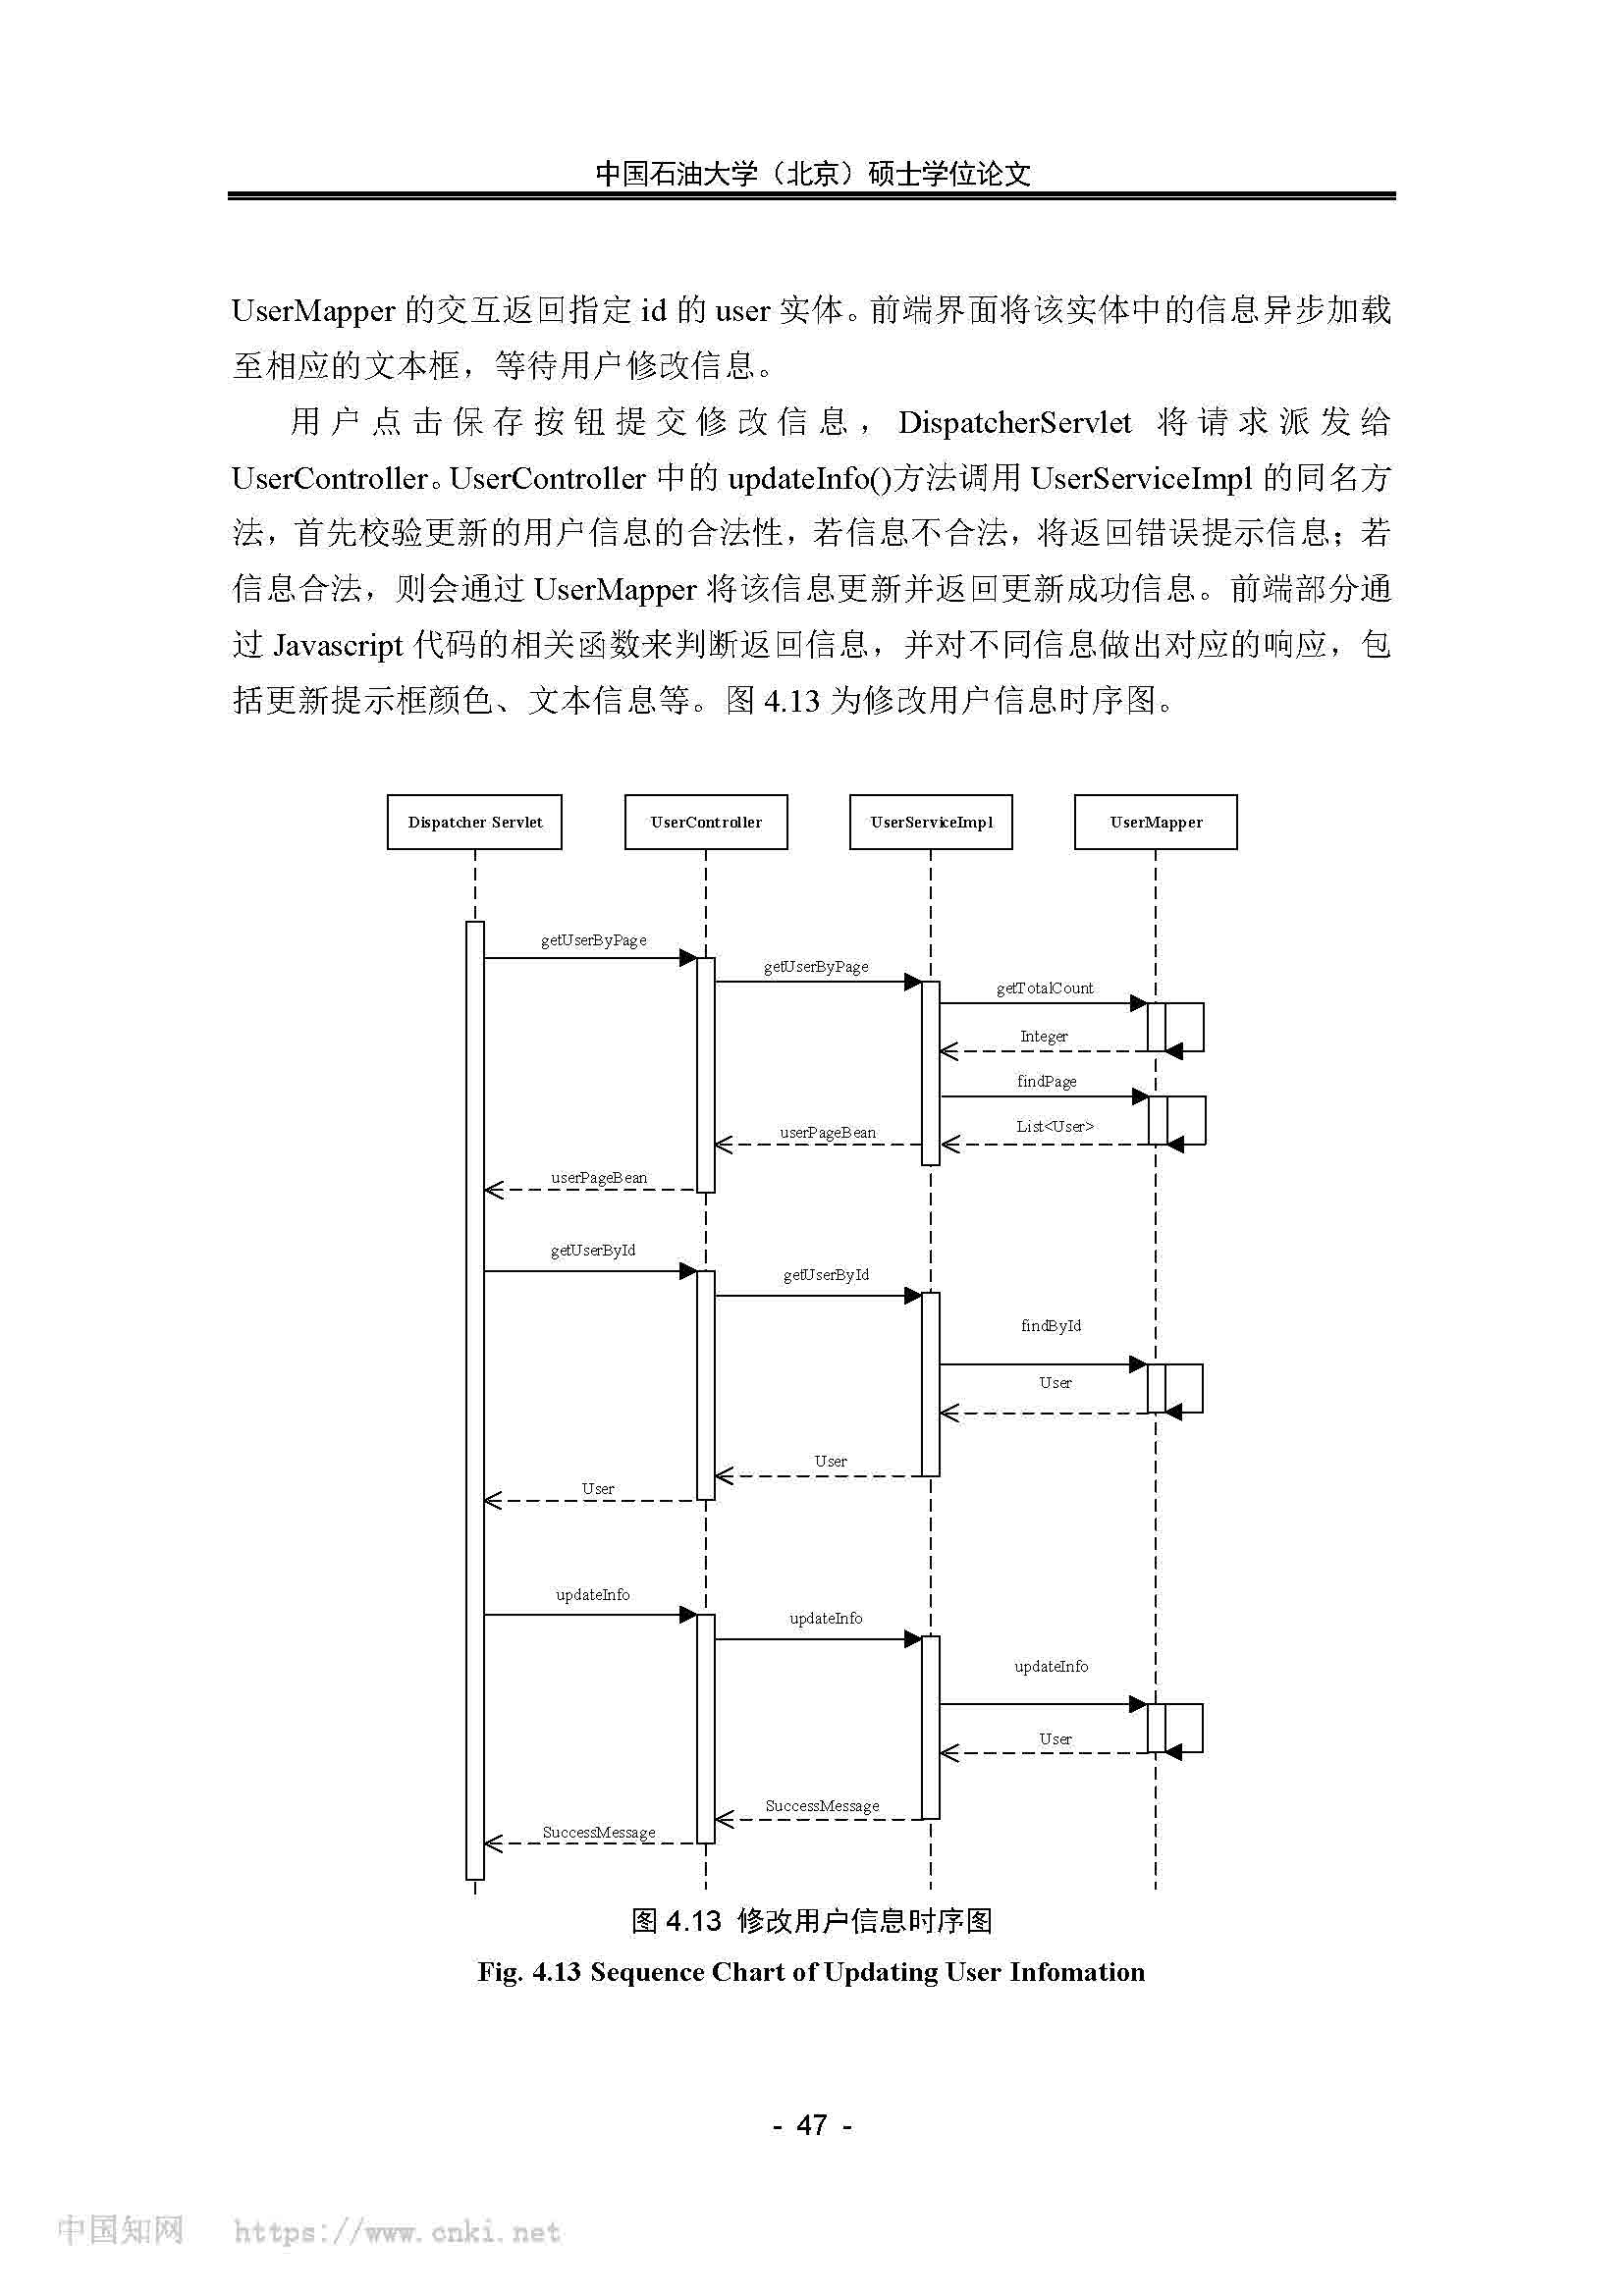 中国石油大学（北京）硕士学位论文
UserMapper 的交互返回指定 id 的 user 实体。前端界面将该实体中的信息异步加载
至相应的文本框，等待用户修改信息。
用户点击保存按钮提交修改信息，DispatcherServlet 将请求派发给
UserController。UserController 中的 updateInfo()方法调用 UserServiceImpl 的同名方
法，首先校验更新的用户信息的合法性，若信息不合法，将返回错误提示信息；若
信息合法，则会通过 UserMapper 将该信息更新并返回更新成功信息。前端部分通
过 Javascript 代码的相关函数来判断返回信息，并对不同信息做出对应的响应，包
括更新提示框颜色、文本信息等。图 4.13 为修改用户信息时序图。
Dispatcher Servlet UserController UserServiceImpl UserMapper
getUserByPage
getUserByPage
getTotalCount
Integer
findPage
List<User>
userPageBean
userPageBean
getUserById
getUserById
findById
User
User
User
updateInfo
updateInfo
updateInfo
User
SuccessMessage
SuccessMessage
图 4.13 修改用户信息时序图
Fig. 4.13 Sequence Chart of Updating User Infomation
- 47 -
中国知网 https://www.cnki.net